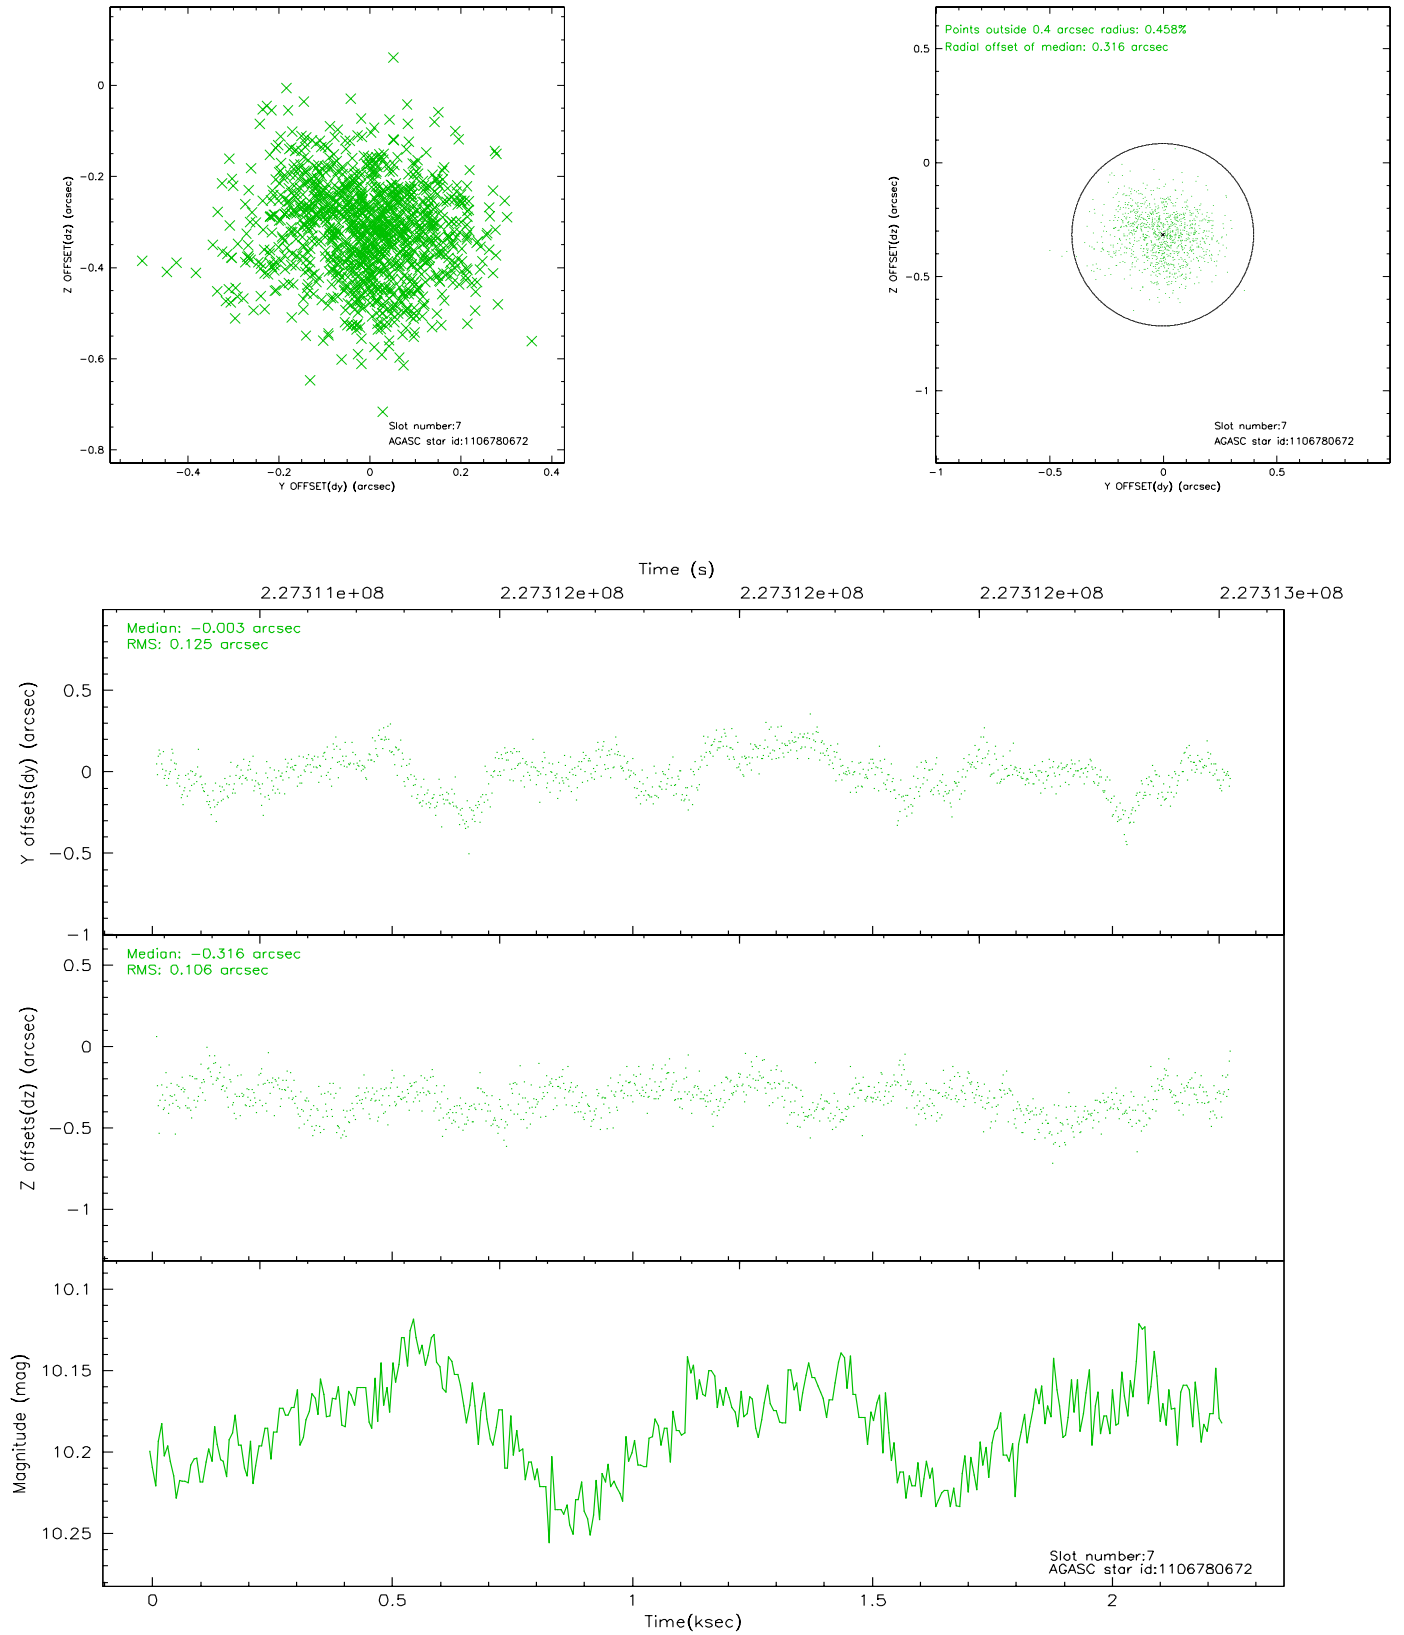 0
−0.2
−0.4
−0.6
−0.8
Z OFFSET(dz) (arcsec)
−0.4
−0.2
0
0.2
0.4
Y OFFSET(dy) (arcsec)
Slot number:7
AGASC star id:1106780672
Points outside 0.4 arcsec radius: 0.458%
Radial offset of median: 0.316 arcsec
0.5
0
−0.5
−1
Z OFFSET(dz) (arcsec)
−1
−0.5
0
0.5
Y OFFSET(dy) (arcsec)
Slot number:7
AGASC star id:1106780672
Time (s)
2.27311e+08
2.27312e+08
2.27312e+08
2.27312e+08
2.27313e+08
Median: −0.003 arcsec
RMS: 0.125 arcsec
0.5
0
−0.5
−1
Y offsets(dy) (arcsec)
Median: −0.316 arcsec
RMS: 0.106 arcsec
0.5
0
−0.5
−1
Z offsets(dz) (arcsec)
10.1
10.15
10.2
10.25
Magnitude (mag)
Slot number:7
AGASC star id:1106780672
0
0.5
1
1.5
2
Time(ksec)